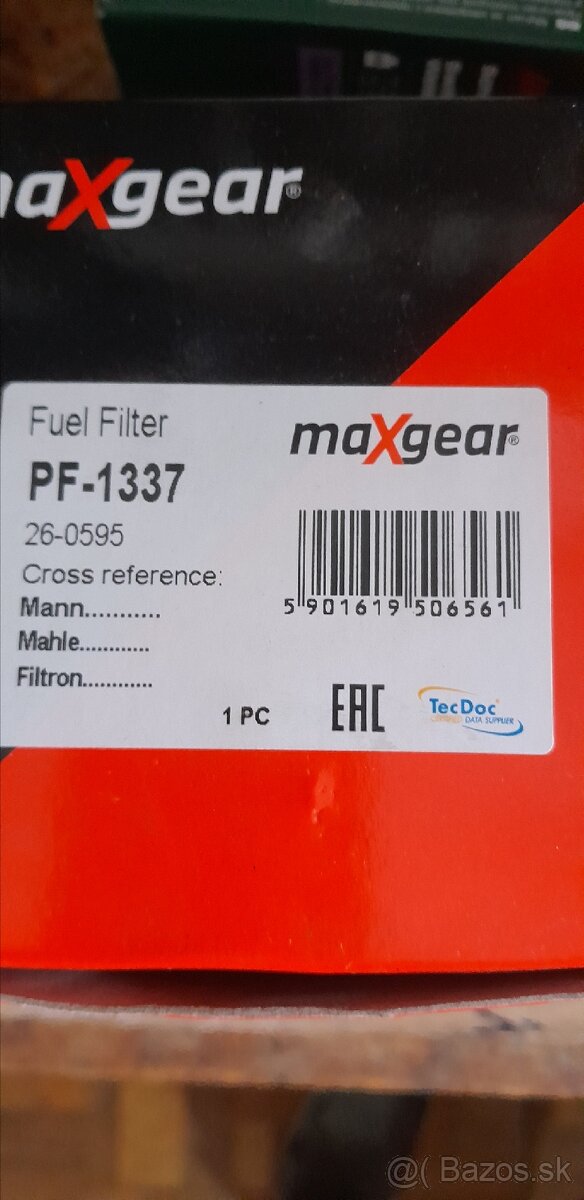 maxgear®
Fuel Filter
PF-1337
26-0595
Cross reference:
Mann...........
Mahle............
Filtron............
maxgear®
5 901619 506561
1 PC
EAC
TecDoc
CERTIFIED DATA SUPPLIER
@( Bazos.sk